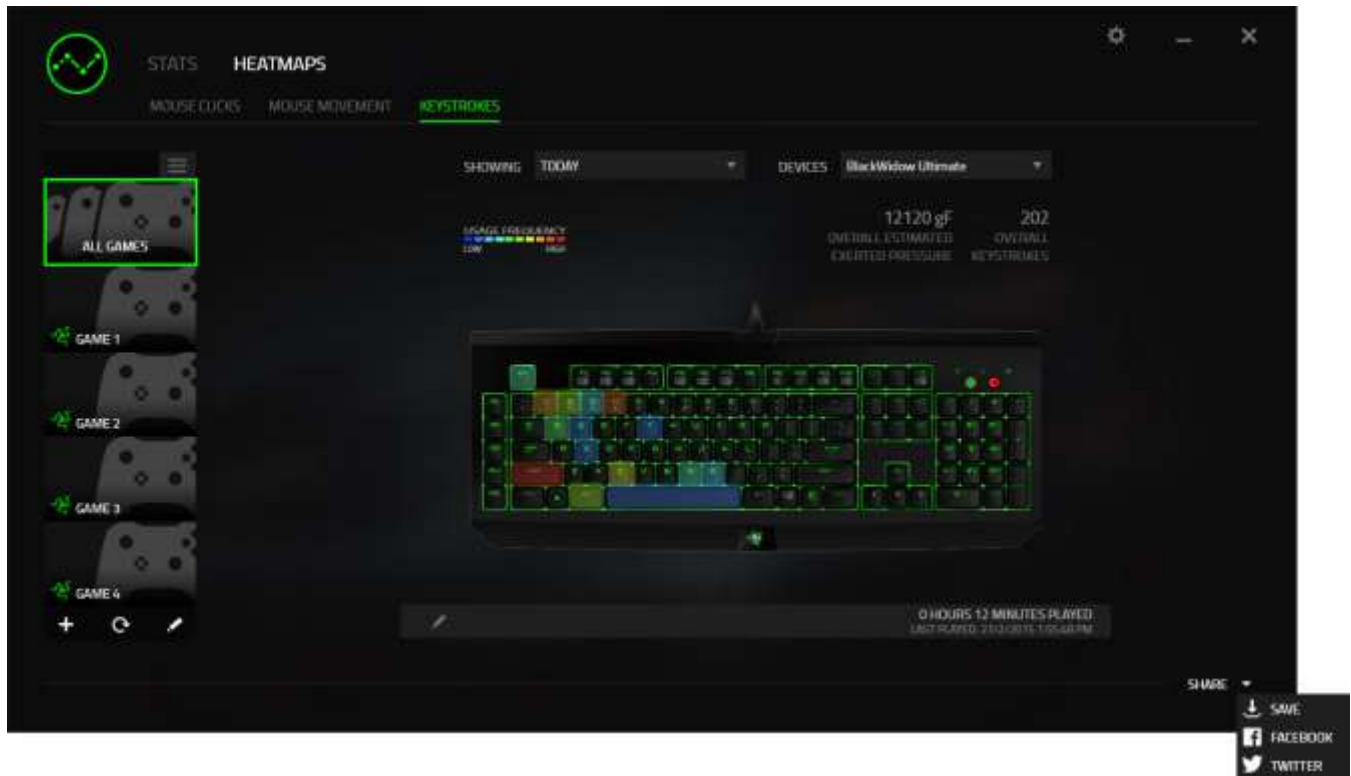 STATS HEATMAPS
MOUSE CLICKS MOUSE MOVEMENT KEYSTROKES
SHOWING TODAY DEVICES BlackWidow Ultimate
12120 gF 202
USAGE FREQUENCY
LOW HIGH
OVERALL ESTIMATED OVERALL
EXERTED PRESSURE KEYSTROKES
ALL GAMES
GAME 1
GAME 2
GAME 3
GAME 4
0 HOURS 12 MINUTES PLAYED
LAST PLAYED:
SHARE
SAVE
FACEBOOK
TWITTER